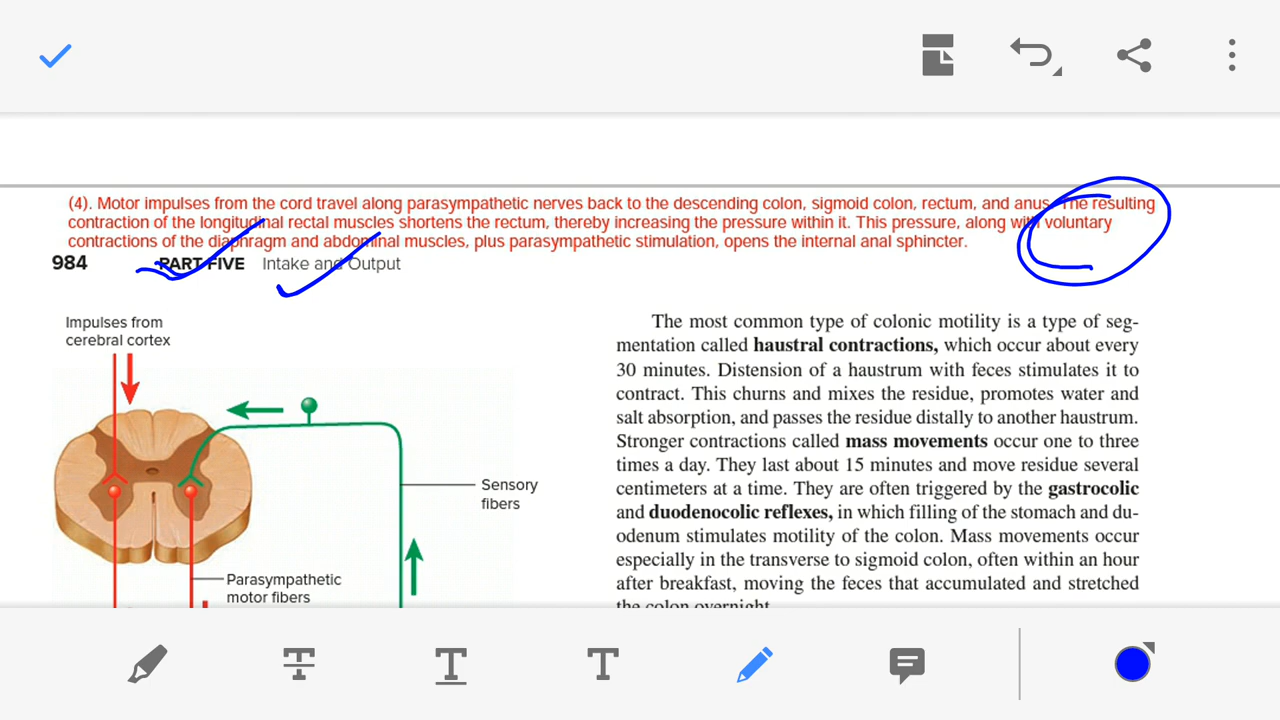 (4). Motor impulses from the cord travel along parasympathetic nerves back to the descending colon, sigmoid colon, rectum, and anus. The resulting
contraction of the longitudinal rectal muscles shortens the rectum, thereby increasing the pressure within it. This pressure, along with voluntary
contractions of the diaphragm and abdominal muscles, plus parasympathetic stimulation, opens the internal anal sphincter.
984 PART FIVE Intake and Output
Impulses from
cerebral cortex
Sensory
fibers
Parasympathetic
motor fibers
The most common type of colonic motility is a type of seg-
mentation called haustral contractions, which occur about every
30 minutes. Distension of a haustrum with feces stimulates it to
contract. This churns and mixes the residue, promotes water and
salt absorption, and passes the residue distally to another haustrum.
Stronger contractions called mass movements occur one to three
times a day. They last about 15 minutes and move residue several
centimeters at a time. They are often triggered by the gastrocolic
and duodenocolic reflexes, in which filling of the stomach and du-
odenum stimulates motility of the colon. Mass movements occur
especially in the transverse to sigmoid colon, often within an hour
after breakfast, moving the feces that accumulated and stretched
the colon overnight
T
T
T